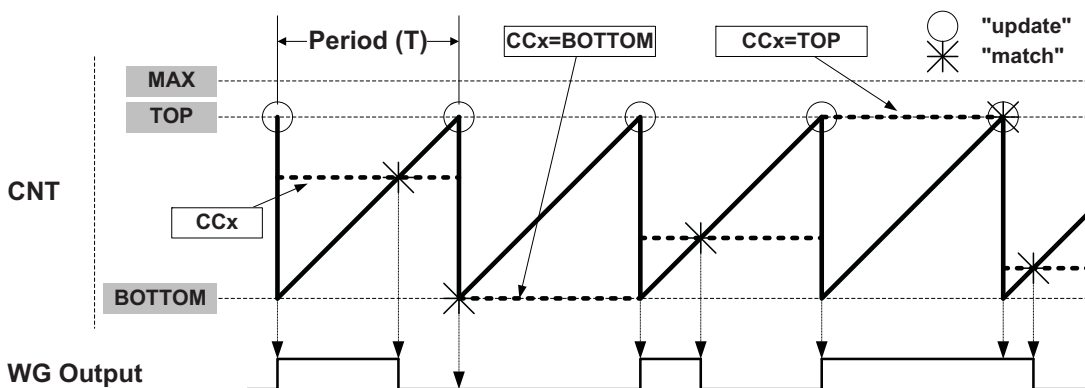 Period (T)
CCx=BOTTOM
CCx=TOP
"update"
"match"
MAX
TOP
CNT
CCx
BOTTOM
WG Output